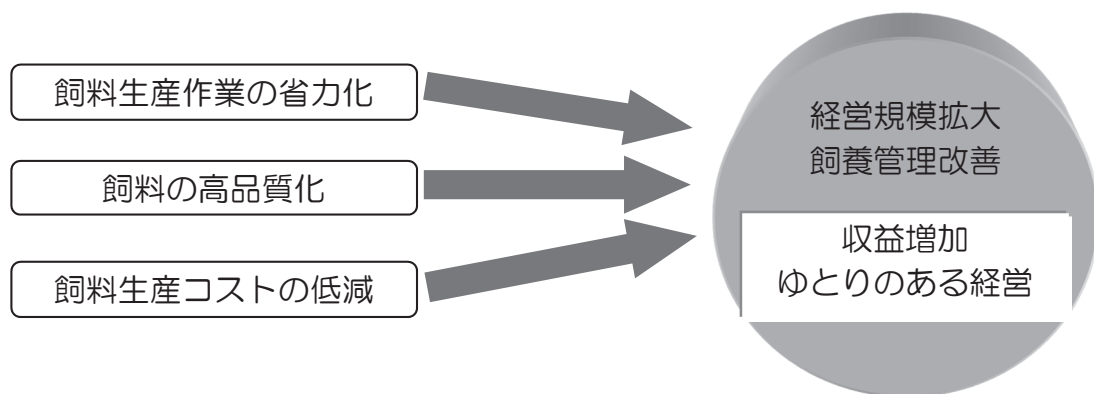 飼料生産作業の省力化
飼料の高品質化
飼料生産コストの低減
経営規模拡大
飼養管理改善
収益増加
ゆとりのある経営